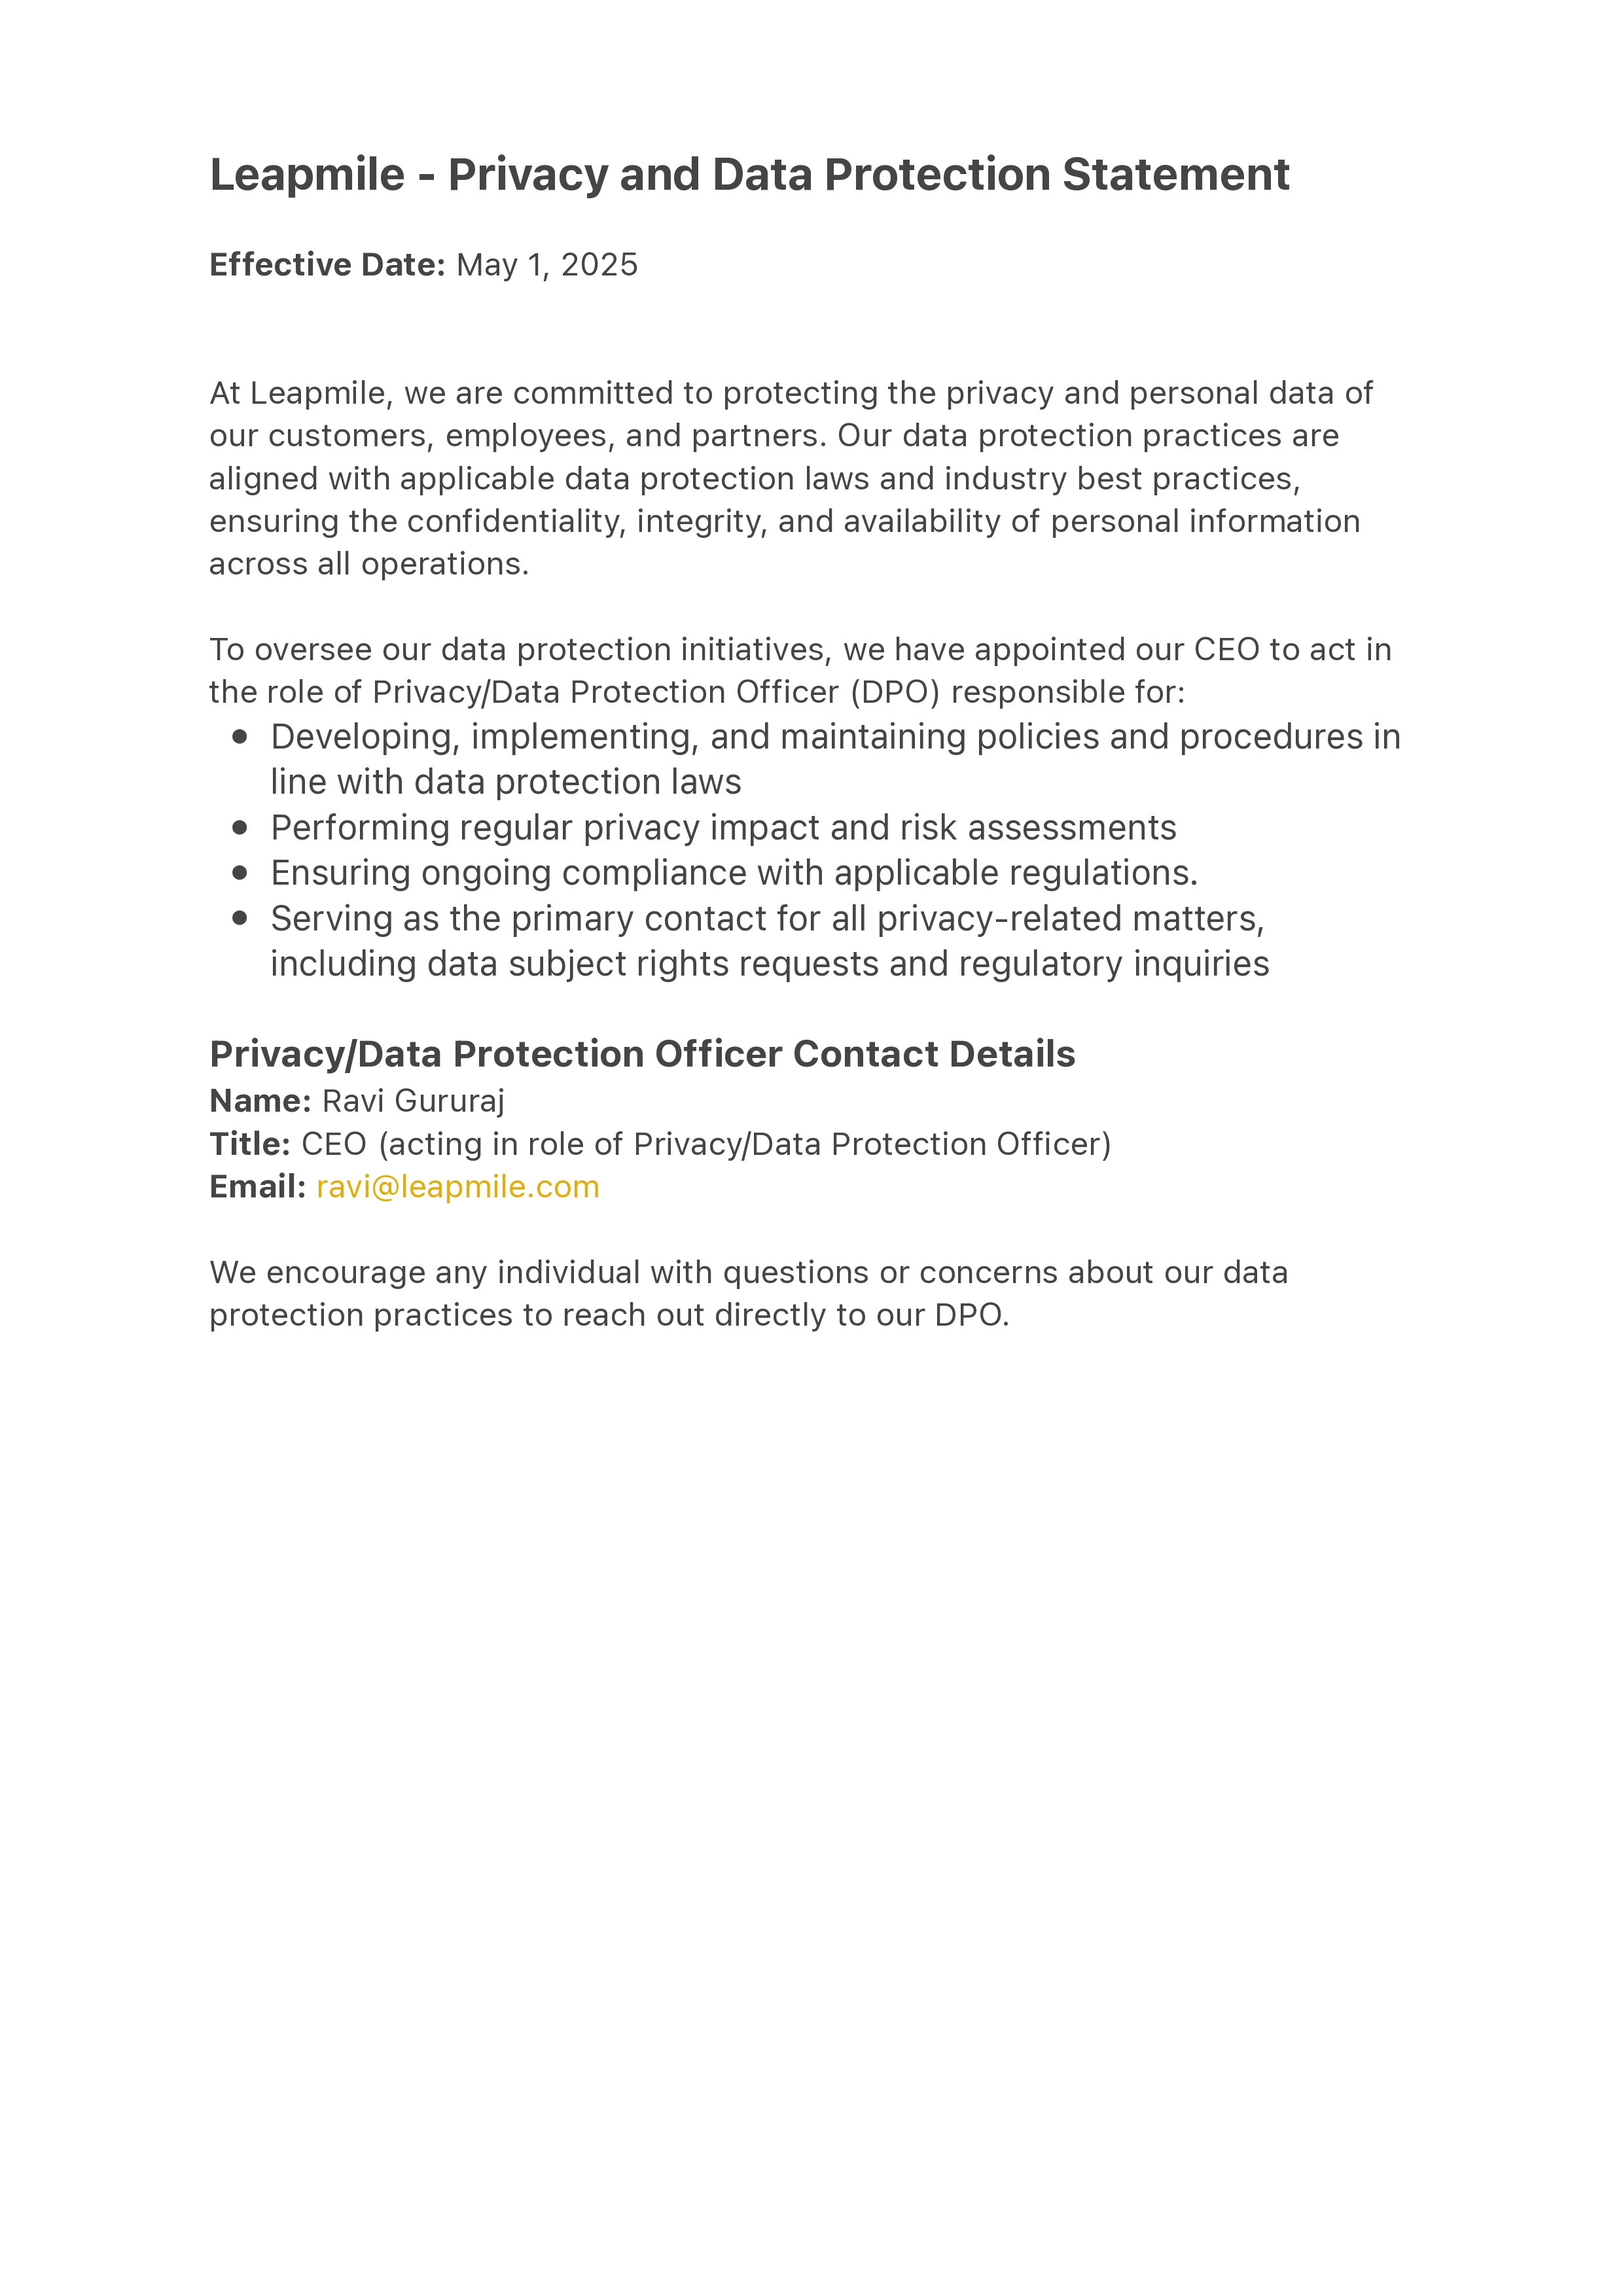 Leapmile - Privacy and Data Protection Statement
Effective Date: May 1, 2025
At Leapmile, we are committed to protecting the privacy and personal data of
our customers, employees, and partners. Our data protection practices are
aligned with applicable data protection laws and industry best practices,
ensuring the confidentiality, integrity, and availability of personal information
across all operations.
To oversee our data protection initiatives, we have appointed our CEO to act in
the role of Privacy/Data Protection Officer (DPO) responsible for:
● Developing, implementing, and maintaining policies and procedures in
line with data protection laws
● Performing regular privacy impact and risk assessments
● Ensuring ongoing compliance with applicable regulations.
● Serving as the primary contact for all privacy-related matters,
including data subject rights requests and regulatory inquiries
Privacy/Data Protection Officer Contact Details
Name: Ravi Gururaj
Title: CEO (acting in role of Privacy/Data Protection Officer)
Email: ravi@leapmile.com
We encourage any individual with questions or concerns about our data
protection practices to reach out directly to our DPO.